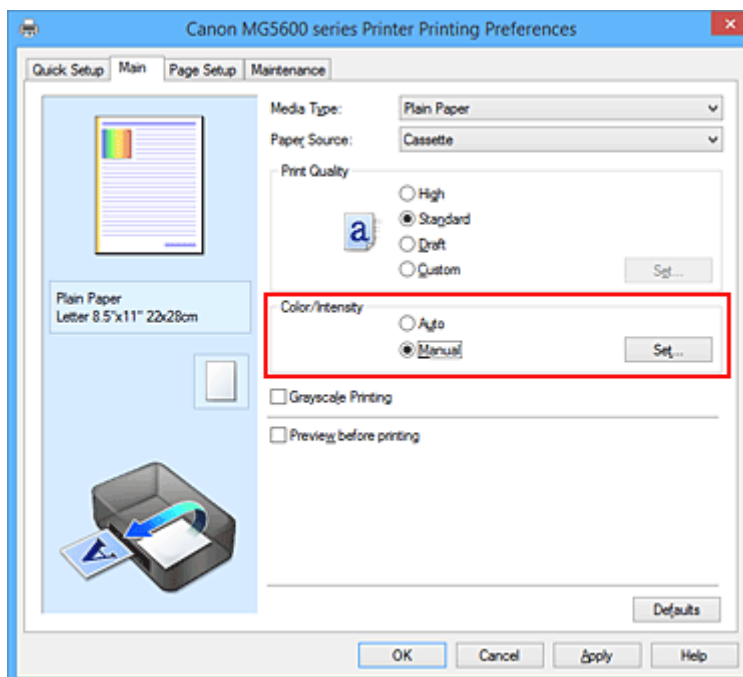 Canon MG5600 series Printer Printing Preferences
Quick Setup Main Page Setup Maintenance
Media Type: Plain Paper
Paper Source: Cassette
Print Quality
High
Standard
Draft
Custom Set...
a
Plain Paper
Letter 8.5"x11" 22x28cm
Color/Intensity
Auto
Manual Set...
Grayscale Printing
Preview before printing
A
Defaults
OK Cancel Apply Help